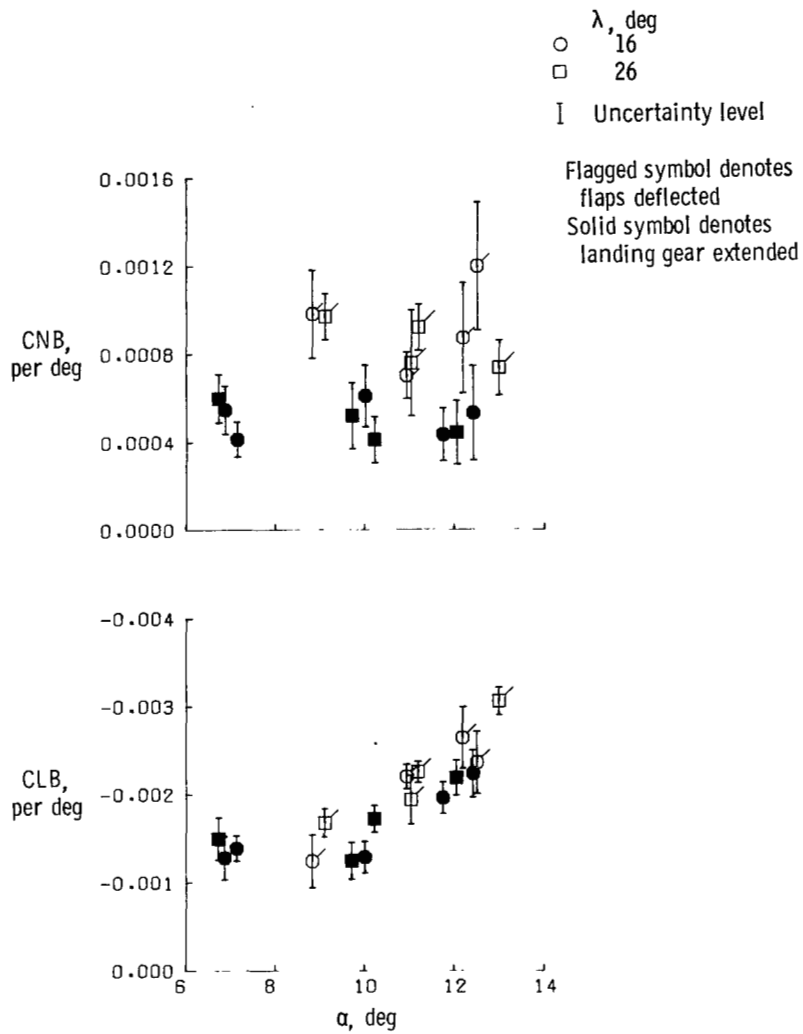 λ, deg
16
26
Uncertainty level
Flagged symbol denotes
flaps deflected
Solid symbol denotes
landing gear extended
0.0016
0.0012
CNB,
per deg
0.0008
0.0004
0.0000
-0.004
-0.003
CLB,
per deg
-0.002
-0.001
0.000
6 8 10 12 14
α, deg